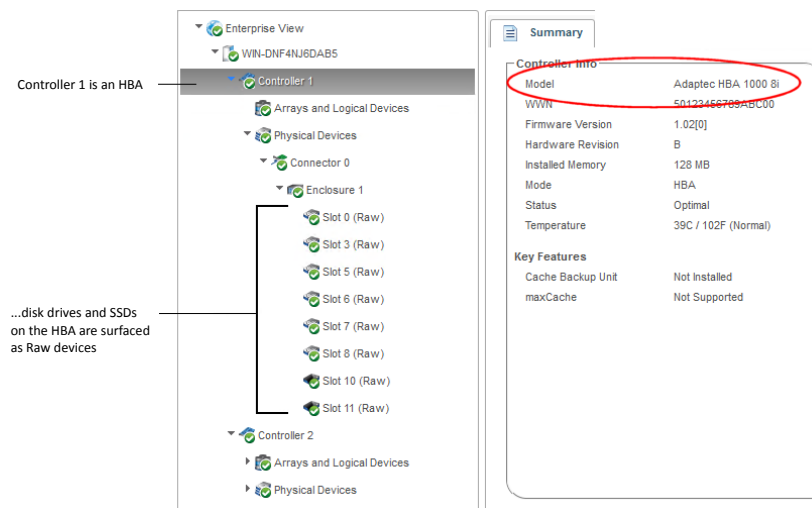 Controller 1 is an HBA
...disk drives and SSDs
on the HBA are surfaced
as Raw devices
Enterprise View
WIN-DNF4NJ6DAB5
Controller 1
Arrays and Logical Devices
Physical Devices
Connector 0
Enclosure 1
Slot 0 (Raw)
Slot 3 (Raw)
Slot 5 (Raw)
Slot 6 (Raw)
Slot 7 (Raw)
Slot 8 (Raw)
Slot 10 (Raw)
Slot 11 (Raw)
Controller 2
Arrays and Logical Devices
Physical Devices
Summary
Controller Info
Model Adaptec HBA 1000 8i
WWN 50123456789ABC00
Firmware Version 1.02[0]
Hardware Revision B
Installed Memory 128 MB
Mode HBA
Status Optimal
Temperature 39C / 102F (Normal)
Key Features
Cache Backup Unit Not Installed
maxCache Not Supported